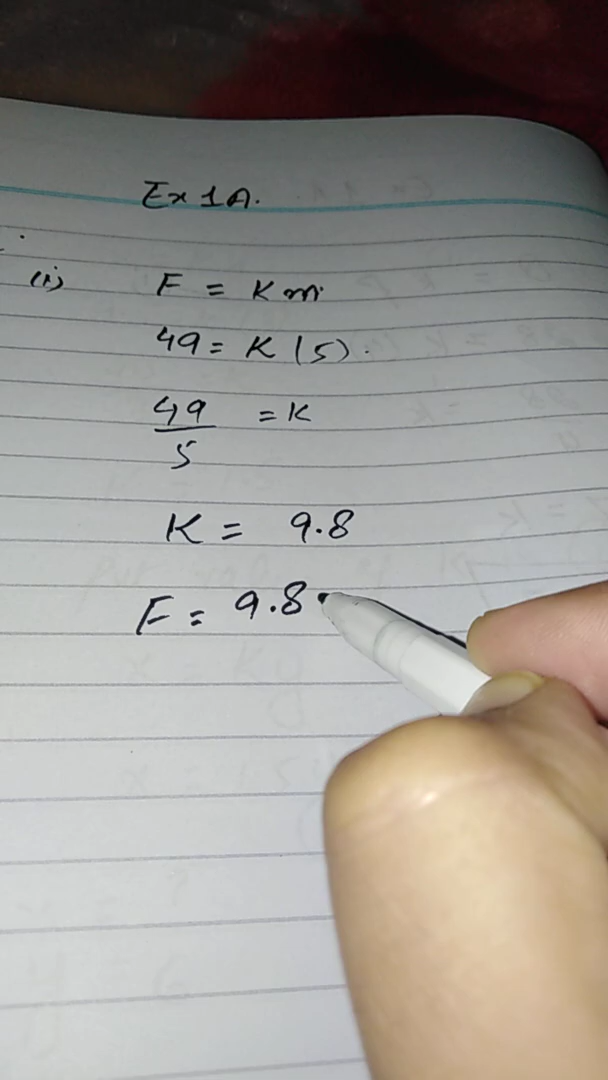 Ex 1A.
(i) F = Km
49 = K(5).
49/5 = K
K = 9.8
F = 9.8